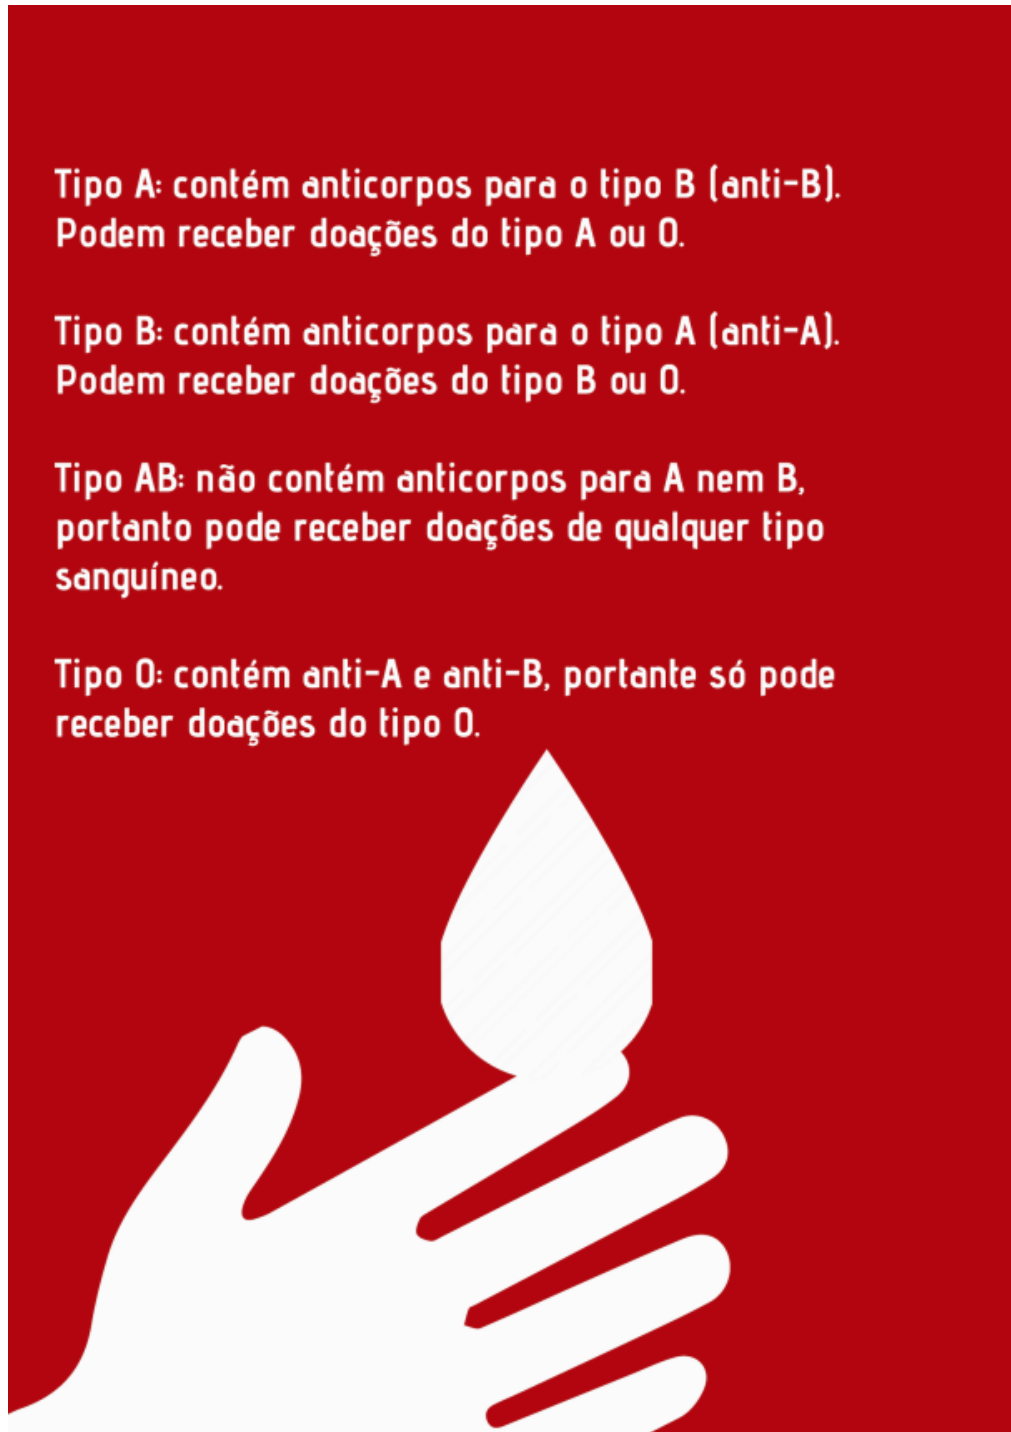 Tipo A: contém anticorpos para o tipo B (anti-B).
Podem receber doações do tipo A ou O.
Tipo B: contém anticorpos para o tipo A (anti-A).
Podem receber doações do tipo B ou O.
Tipo AB: não contém anticorpos para A nem B,
portanto pode receber doações de qualquer tipo
sanguíneo.
Tipo O: contém anti-A e anti-B, portante só pode
receber doações do tipo O.